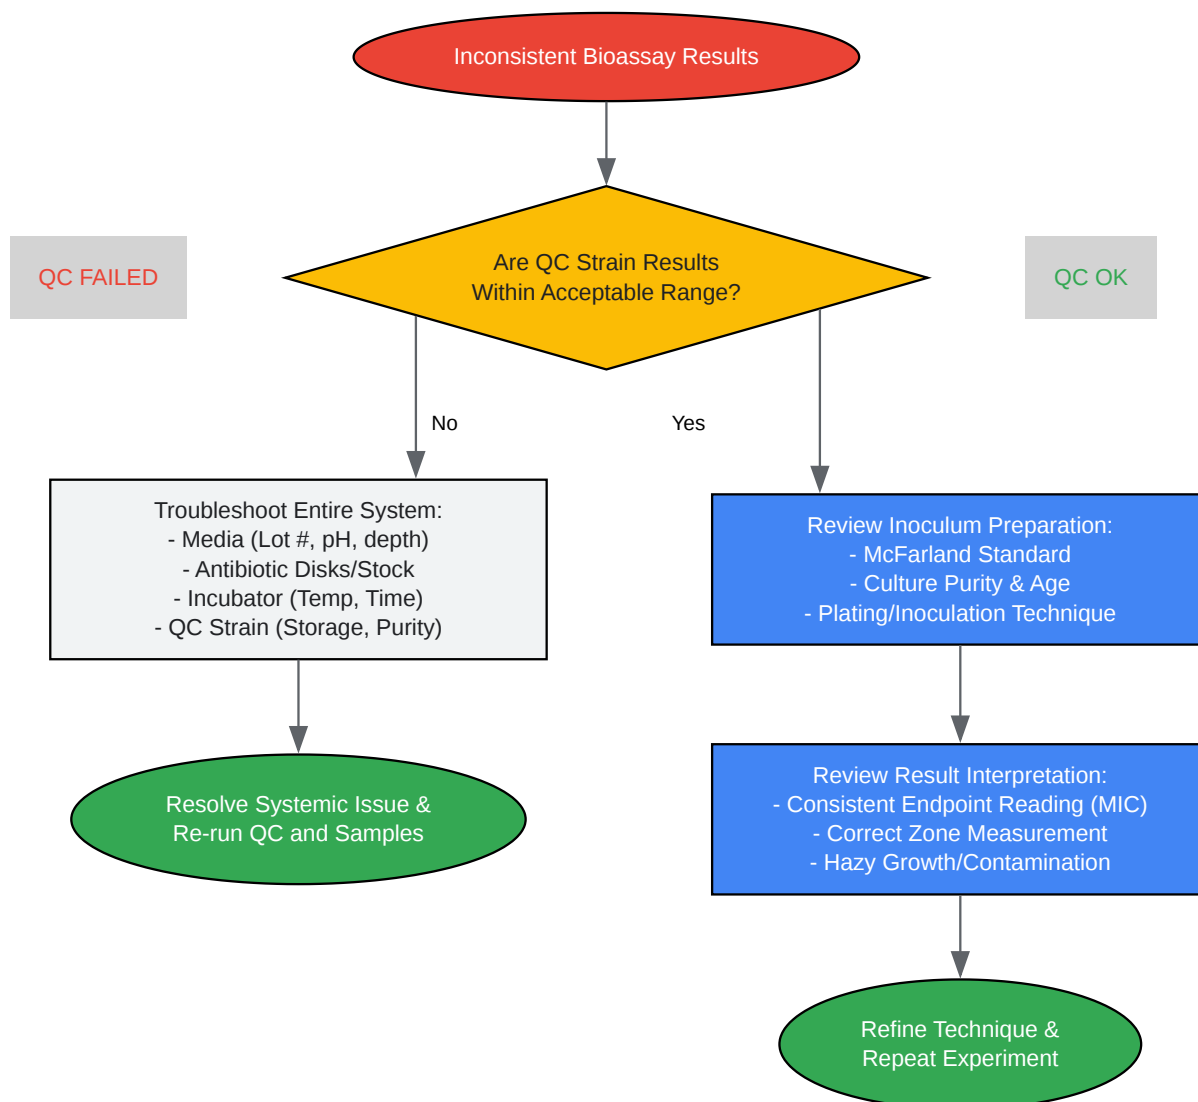 Inconsistent Bioassay Results
QC FAILED
Are QC Strain Results
Within Acceptable Range?
QC OK
No
Yes
Troubleshoot Entire System:
- Media (Lot #, pH, depth)
- Antibiotic Disks/Stock
- Incubator (Temp, Time)
- QC Strain (Storage, Purity)
Review Inoculum Preparation:
- McFarland Standard
- Culture Purity & Age
- Plating/Inoculation Technique
Resolve Systemic Issue &
Re-run QC and Samples
Review Result Interpretation:
- Consistent Endpoint Reading (MIC)
- Correct Zone Measurement
- Hazy Growth/Contamination
Refine Technique &
Repeat Experiment